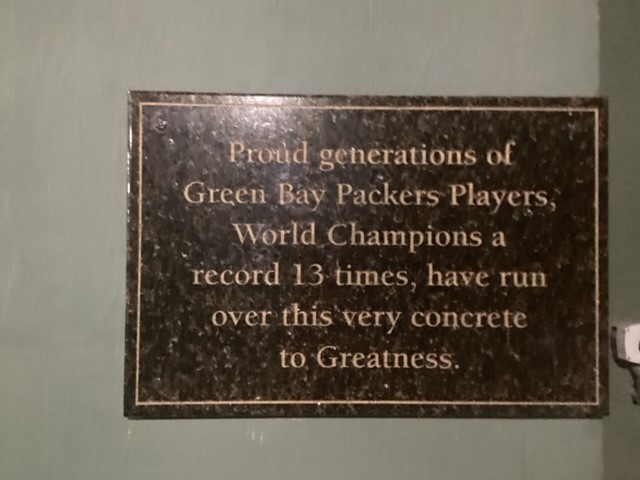 Proud generations of
Green Bay Packers Players,
World Champions a
record 13 times, have run
over this very concrete
to Greatness.